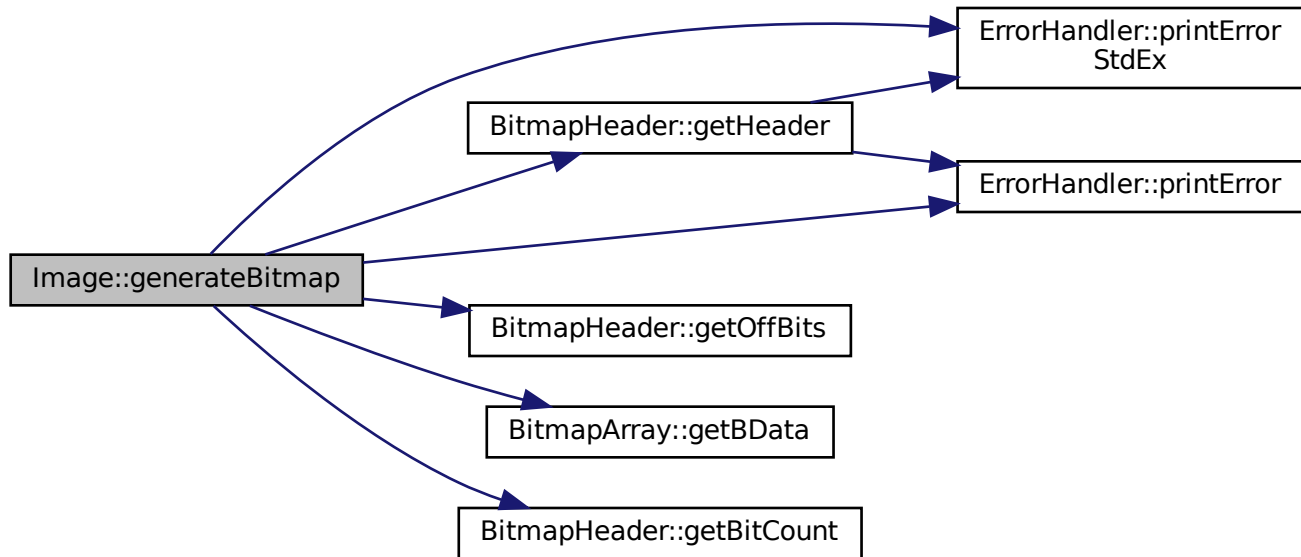 ErrorHandler::printError
StdEx
BitmapHeader::getHeader
ErrorHandler::printError
Image::generateBitmap
BitmapHeader::getOffBits
BitmapArray::getBData
BitmapHeader::getBitCount